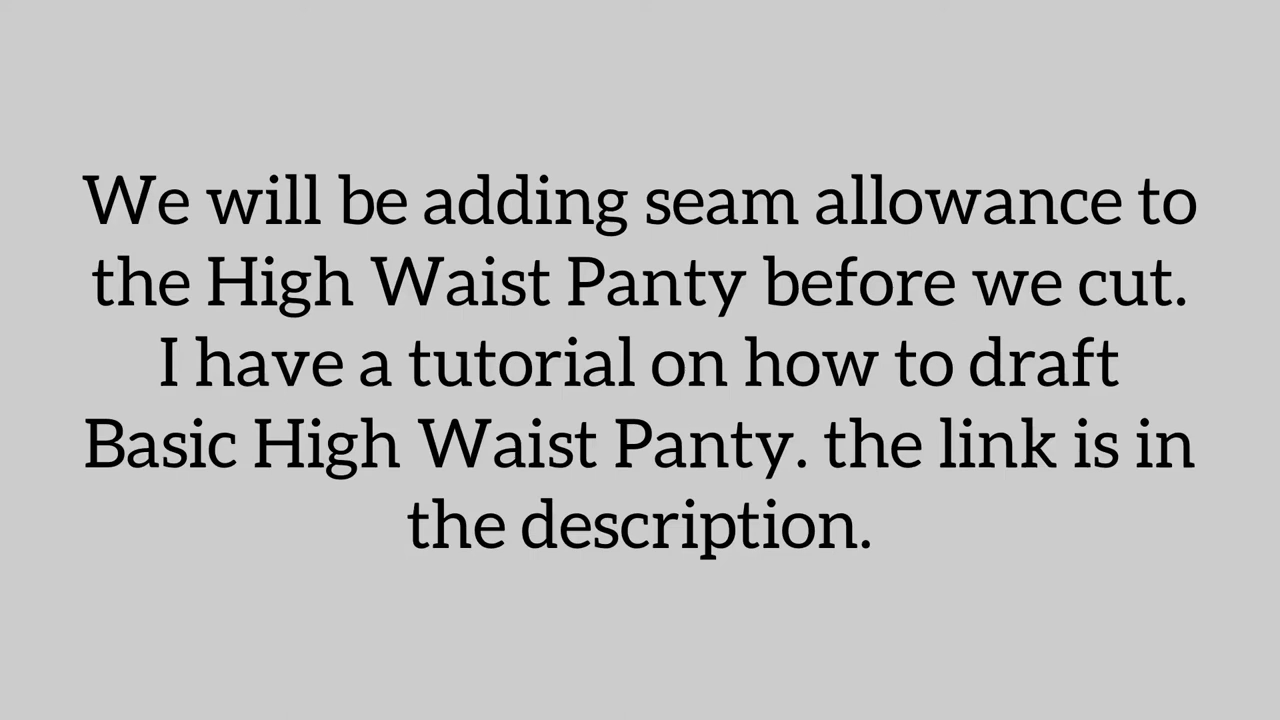 We will be adding seam allowance to
the High Waist Panty before we cut.
I have a tutorial on how to draft
Basic High Waist Panty. the link is in
the description.